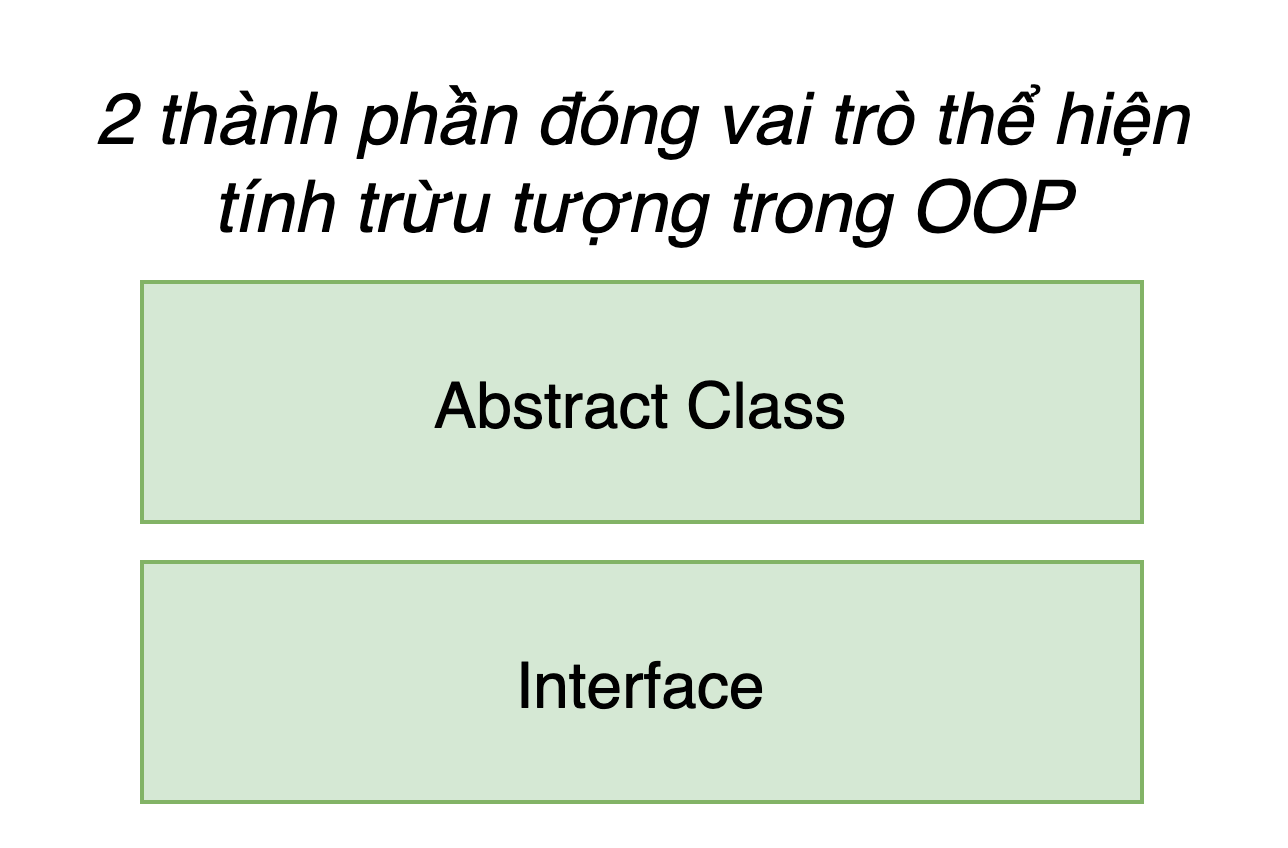 2 thành phần đóng vai trò thể hiện
tính trừu tượng trong OOP
Abstract Class
Interface